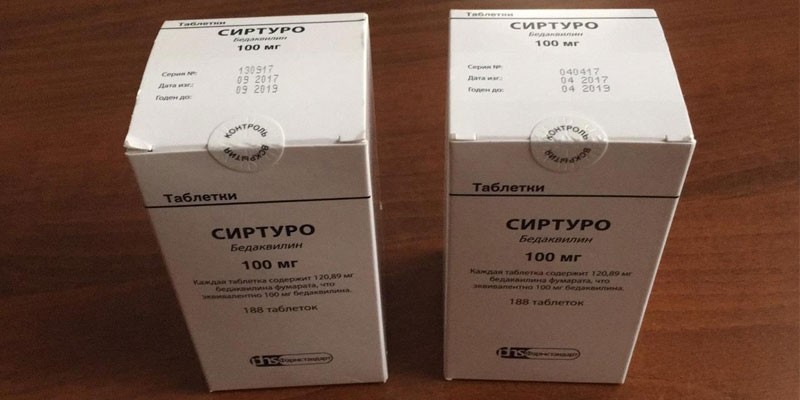 Таблетки
СИРТУРО
Бедаквилин
100 мг
Серия №: 130917
Дата изг.: 09 2017
Годен до: 09 2019
КОНТРОЛЬ ВСКРЫТИЯ
Таблетки
СИРТУРО
Бедаквилин
100 мг
Каждая таблетка содержит 120,89 мг
бедаквилина фумарата, что
эквивалентно 100 мг бедаквилина.
188 таблеток
phs Фармстандарт
Таблетки
СИРТУРО
Бедаквилин
100 мг
Серия №: 040417
Дата изг.: 04 2017
Годен до: 04 2019
КОНТРОЛЬ ВСКРЫТИЯ
Таблетки
СИРТУРО
Бедаквилин
100 мг
Каждая таблетка содержит 120,89 мг
бедаквилина фумарата, что
эквивалентно 100 мг бедаквилина.
188 таблеток
phs Фармстандарт